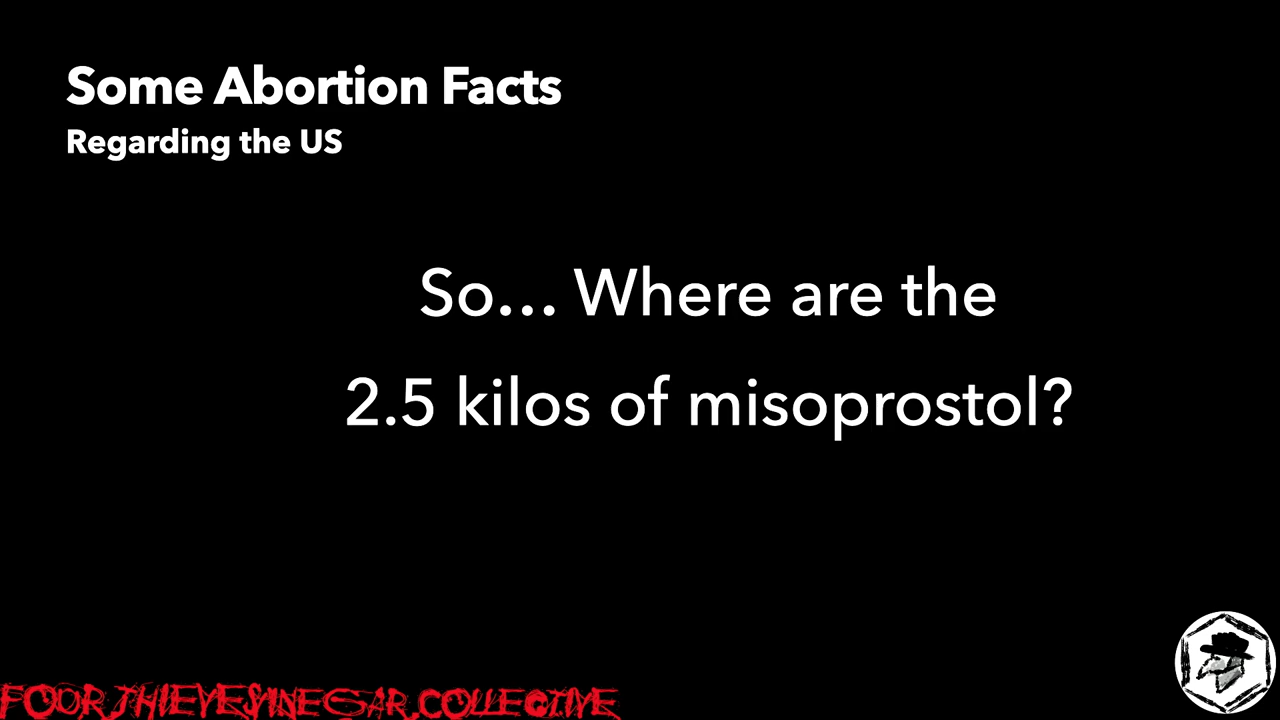 Some Abortion Facts
Regarding the US
So... Where are the
2.5 kilos of misoprostol?
FOUR THIEVES VINEGAR COLLECTIVE